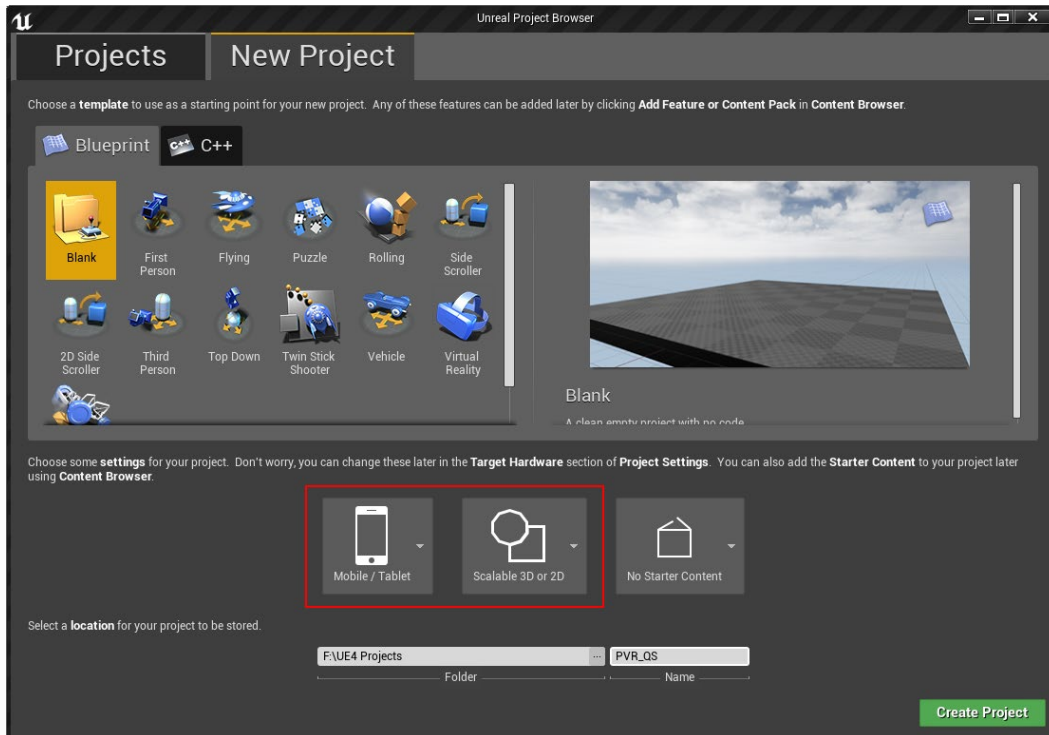 Unreal Project Browser
Projects
New Project
Choose a template to use as a starting point for your new project. Any of these features can be added later by clicking Add Feature or Content Pack in Content Browser.
Blueprint
C++
Blank
First
Person
Flying
Puzzle
Rolling
Side
Scroller
2D Side
Scroller
Third
Person
Top Down
Twin Stick
Shooter
Vehicle
Virtual
Reality
Blank
A clean empty project with no code.
Choose some settings for your project. Don't worry, you can change these later in the Target Hardware section of Project Settings. You can also add the Starter Content to your project later
using Content Browser.
Mobile / Tablet
Scalable 3D or 2D
No Starter Content
Select a location for your project to be stored.
F:\UE4 Projects
...
PVR_QS
Folder
Name
Create Project